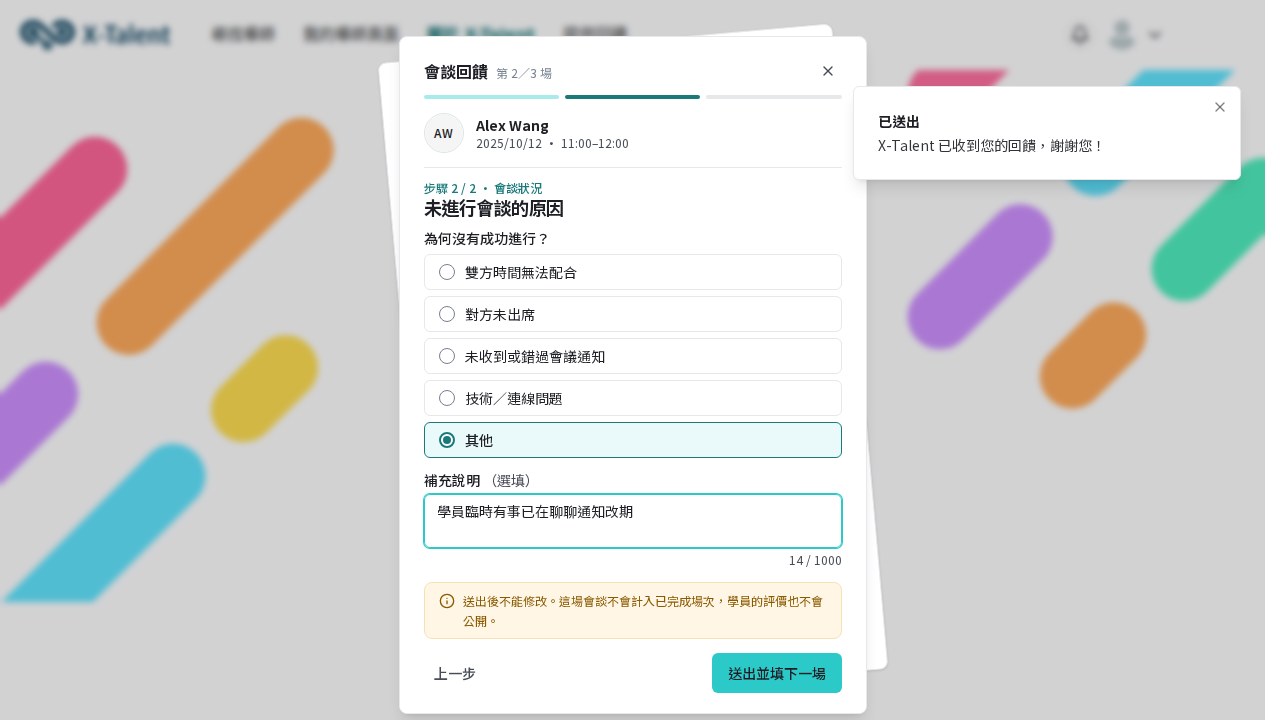 X-Talent
會談回饋 第 2／3 場
AW
Alex Wang
2025/10/12 • 11:00–12:00
已送出
X-Talent 已收到您的回饋，謝謝您！
步驟 2 / 2 • 會談狀況
未進行會談的原因
為何沒有成功進行？
雙方時間無法配合
對方未出席
未收到或錯過會議通知
技術／連線問題
其他
補充說明 （選填）
學員臨時有事已在聊聊通知改期
14 / 1000
送出後不能修改。這場會談不會計入已完成場次，學員的評價也不會
公開。
上一步
送出並填下一場